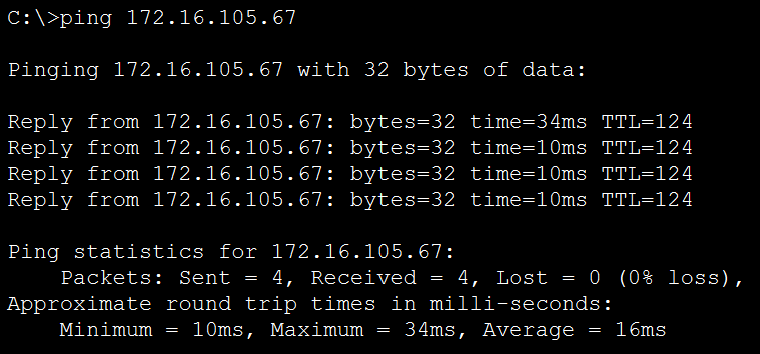 C:\>ping 172.16.105.67
Pinging 172.16.105.67 with 32 bytes of data:
Reply from 172.16.105.67: bytes=32 time=34ms TTL=124
Reply from 172.16.105.67: bytes=32 time=10ms TTL=124
Reply from 172.16.105.67: bytes=32 time=10ms TTL=124
Reply from 172.16.105.67: bytes=32 time=10ms TTL=124
Ping statistics for 172.16.105.67:
    Packets: Sent = 4, Received = 4, Lost = 0 (0% loss),
Approximate round trip times in milli-seconds:
    Minimum = 10ms, Maximum = 34ms, Average = 16ms